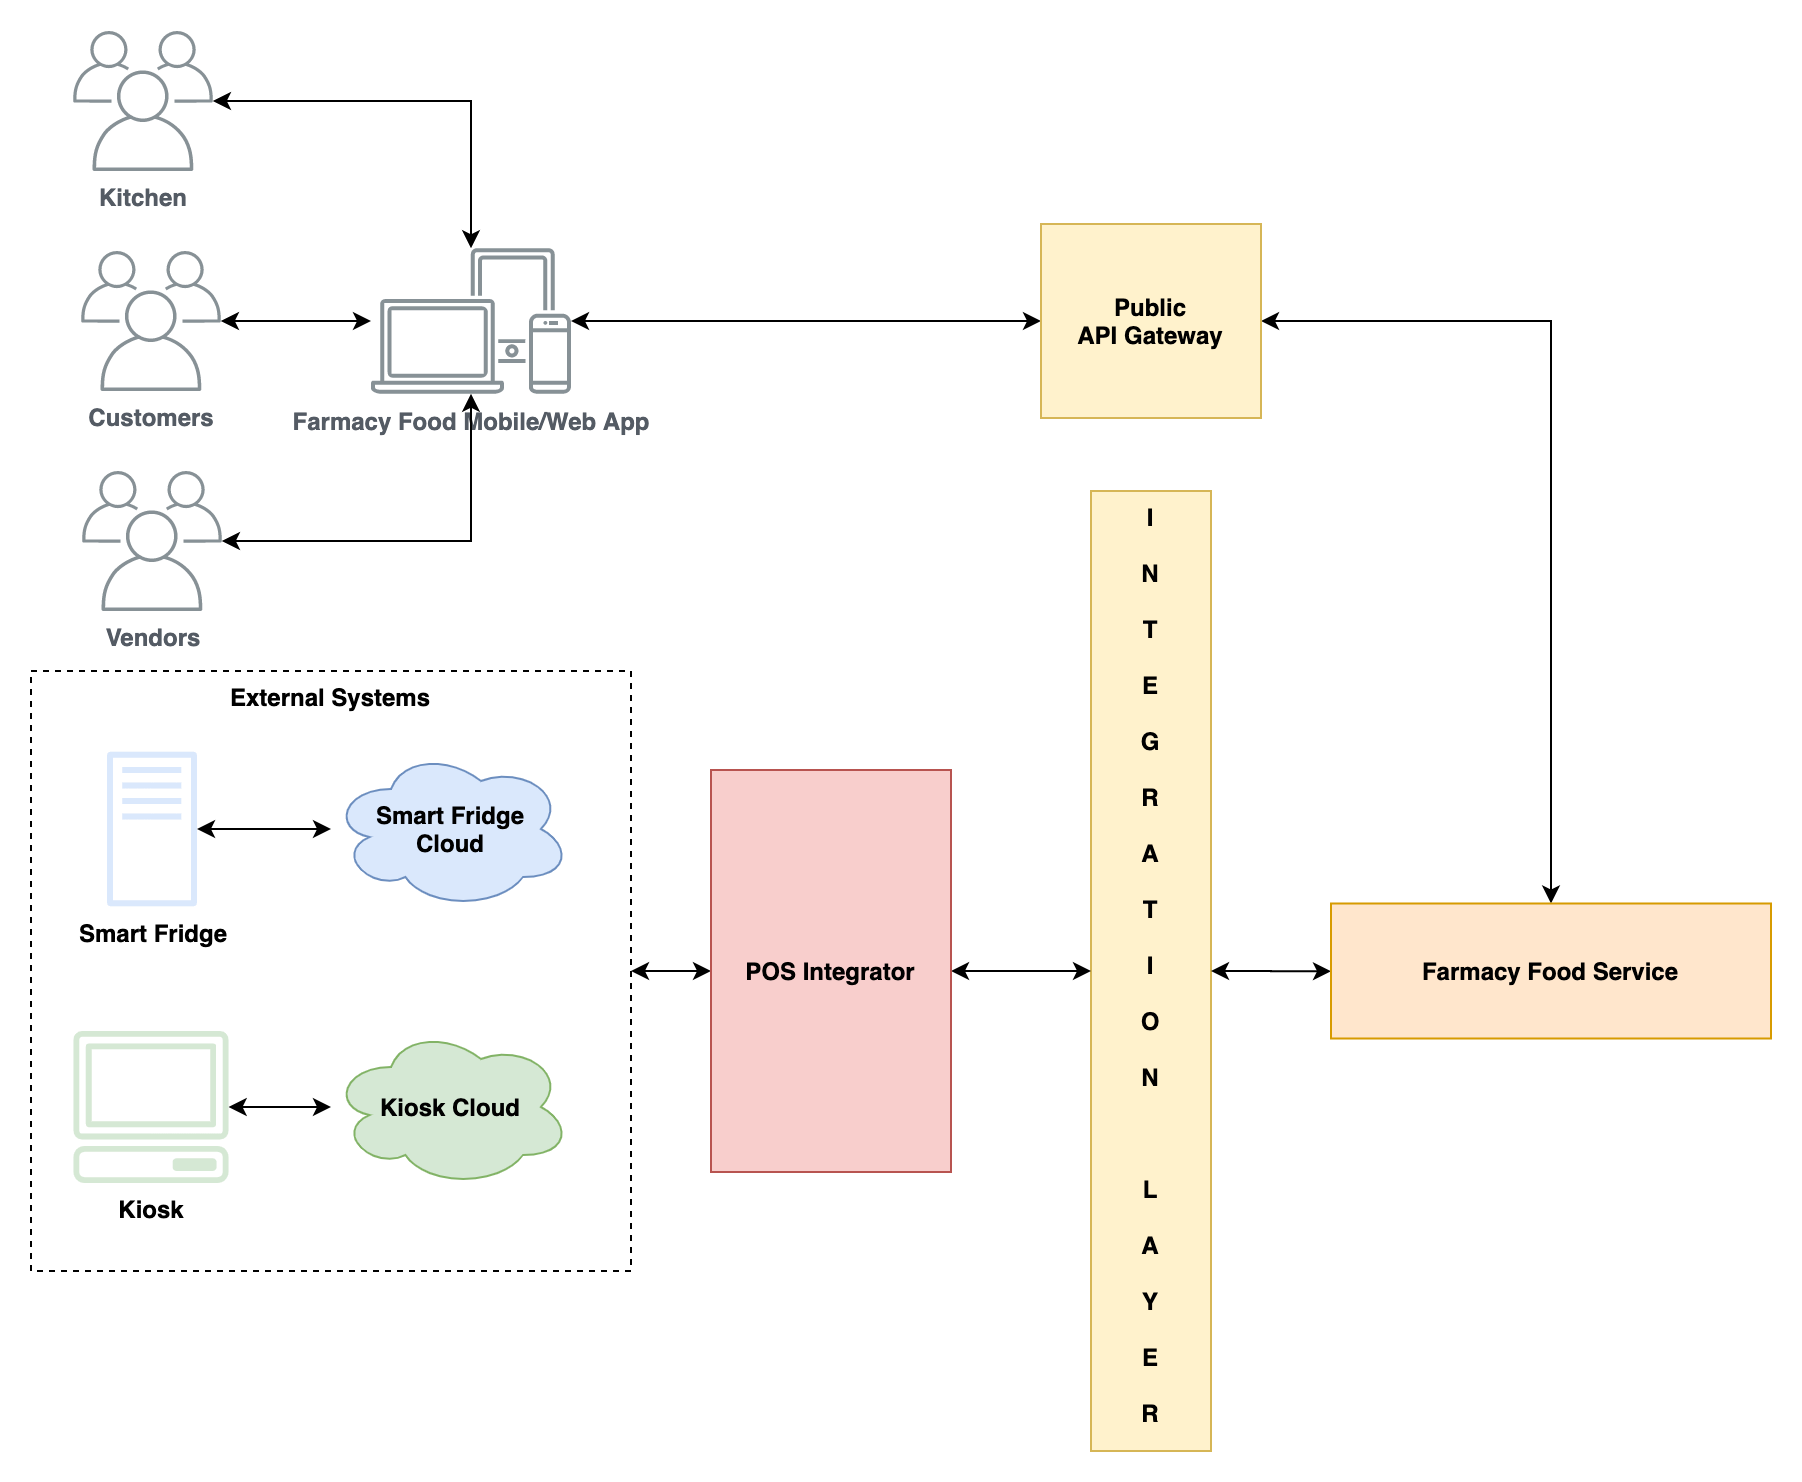 Kitchen
Customers
Farmacy Food Mobile/Web App
Vendors
Public
API Gateway
External Systems
Smart Fridge
Cloud
Smart Fridge
Kiosk Cloud
Kiosk
POS Integrator
I
N
T
E
G
R
A
T
I
O
N
L
A
Y
E
R
Farmacy Food Service